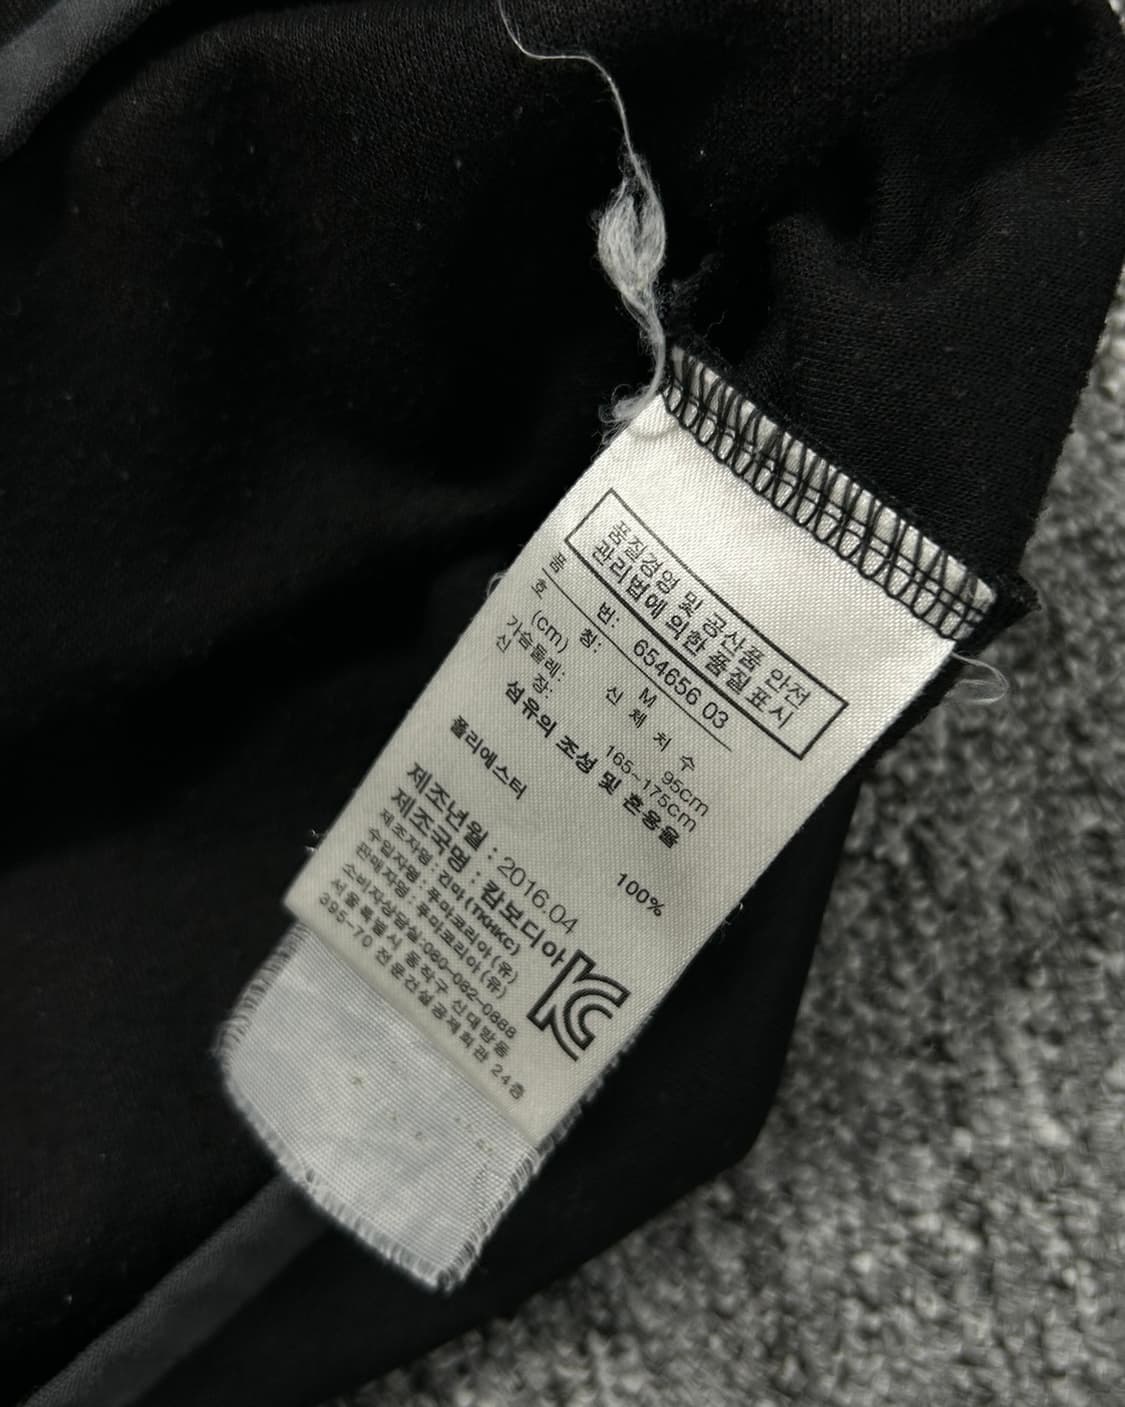 품질경영 및 공산품 안전
관리법에 의한 품질표시
품 번: 654656 03
호 칭: M
(cm) 신 체 치 수
가슴둘레: 95cm
신 장: 165-175cm
섬유의 조성 및 혼용율
폴리에스터 100%
제조년월 : 2016.04
제조국명 : 캄보디아
제조자명 : 긴마(TKHKC)
수입자명 : 푸마코리아(유)
판매자명 : 푸마코리아(유)
소비자상담실:080-082-0888
서울특별시 동작구 신대방동
395-70 전문건설공제회관 24층